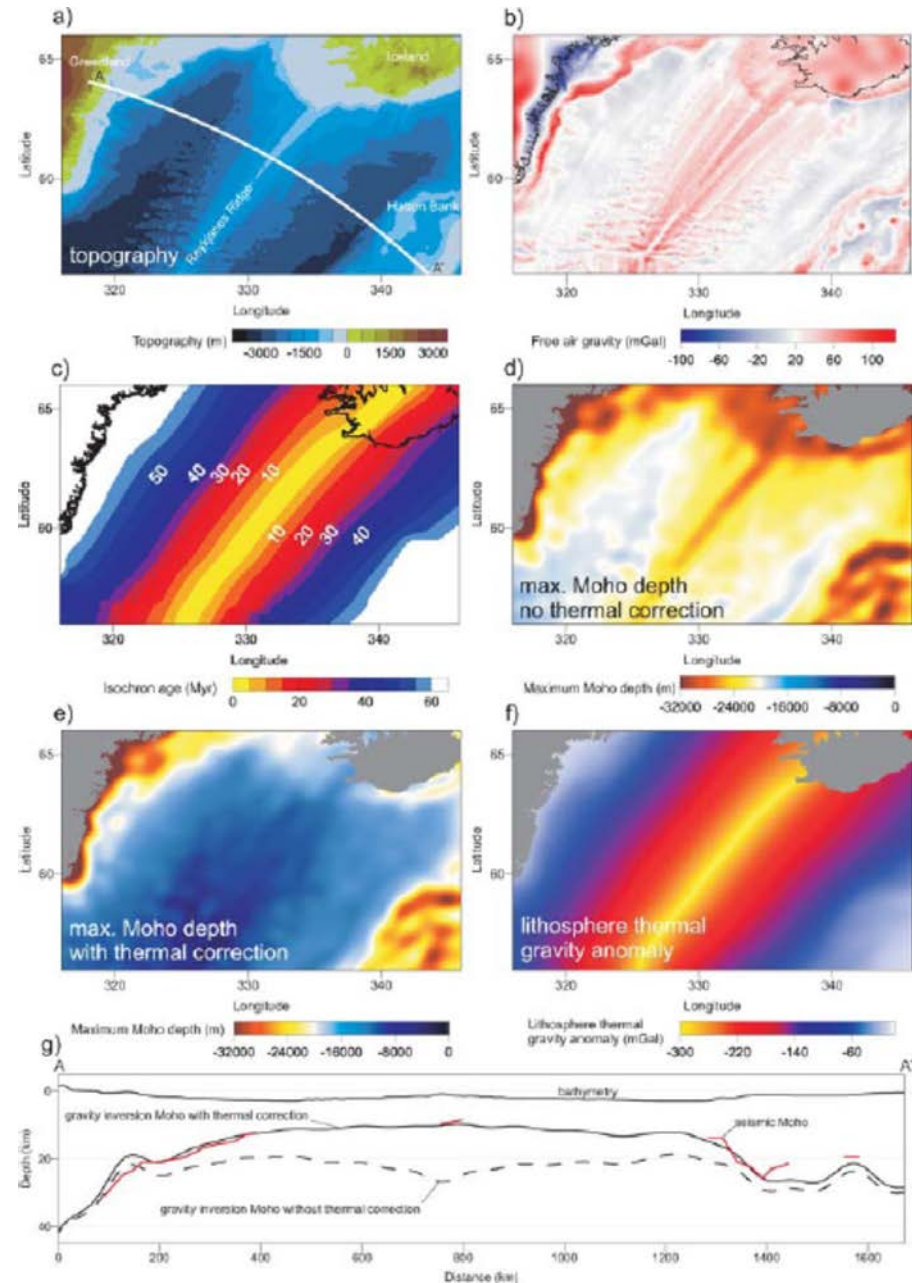 a)
65
60
Latitude
Greenland
A
Iceland
Reykjanes Ridge
Hatton Bank
topography
A'
320
330
340
Longitude
Topography (m)
-3000 -1500 0 1500 3000
b)
65
60
Latitude
320
330
340
Longitude
Free air gravity (mGal)
-100 -60 -20 20 60 100
c)
65
60
Latitude
50 40 30 20 10
10 20 30 40
320
330
340
Longitude
Isochron age (Myr)
0 20 40 60
d)
65
60
Latitude
max. Moho depth
no thermal correction
320
330
340
Longitude
Maximum Moho depth (m)
-32000 -24000 -16000 -8000 0
e)
65
60
Latitude
max. Moho depth
with thermal correction
320
330
340
Longitude
Maximum Moho depth (m)
-32000 -24000 -16000 -8000 0
f)
65
60
Latitude
lithosphere thermal
gravity anomaly
320
330
340
Longitude
Lithosphere thermal
gravity anomaly (mGal)
-300 -220 -140 -60
g)
A
A'
0
20
40
Depth (km)
bathymetry
gravity inversion Moho with thermal correction
seismic Moho
gravity inversion Moho without thermal correction
0 200 400 600 800 1000 1200 1400 1600
Distance (km)